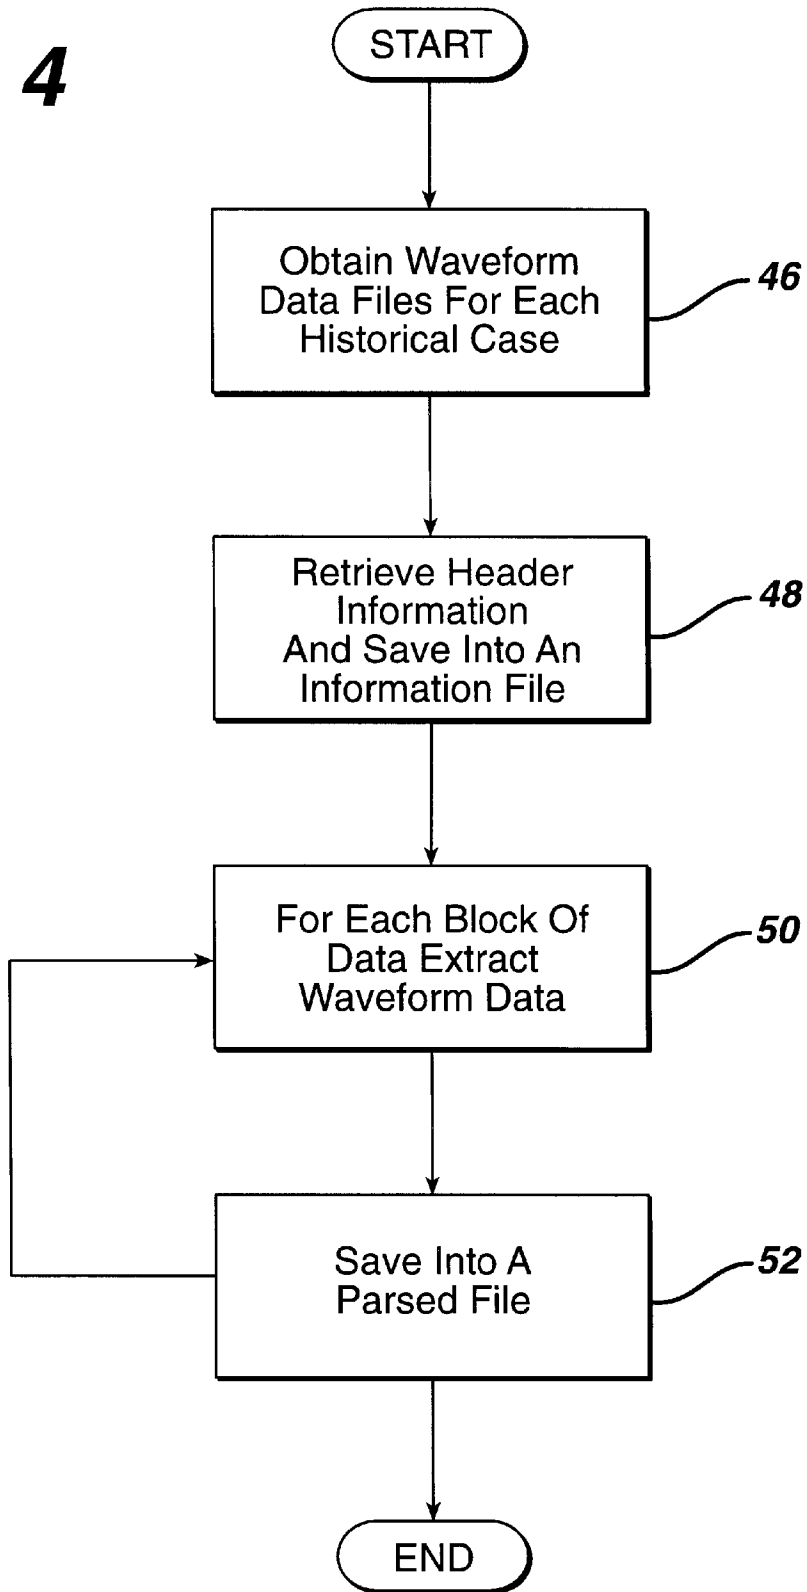 4
START
Obtain Waveform
Data Files For Each
Historical Case
46
Retrieve Header
Information
And Save Into An
Information File
48
For Each Block Of
Data Extract
Waveform Data
50
Save Into A
Parsed File
52
END